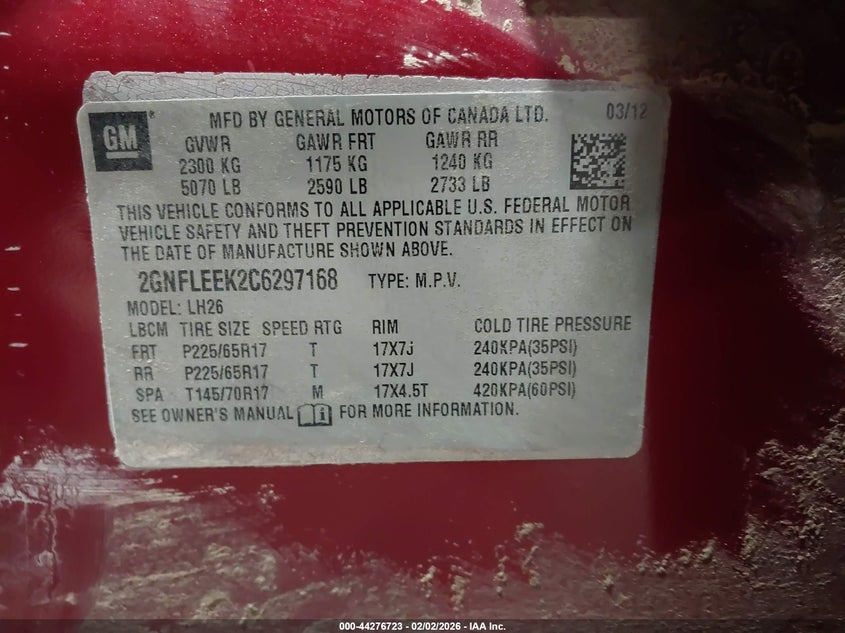 GM
MFD BY GENERAL MOTORS OF CANADA LTD. 03/12
GVWR GAWR FRT GAWR RR
2300 KG 1175 KG 1240 KG
5070 LB 2590 LB 2733 LB
THIS VEHICLE CONFORMS TO ALL APPLICABLE U.S. FEDERAL MOTOR
VEHICLE SAFETY AND THEFT PREVENTION STANDARDS IN EFFECT ON
THE DATE OF MANUFACTURE SHOWN ABOVE.
2GNFLEEK2C6297168 TYPE: M.P.V.
MODEL: LH26
LBCM TIRE SIZE SPEED RTG RIM COLD TIRE PRESSURE
FRT P225/65R17 T 17X7J 240KPA(35PSI)
RR P225/65R17 T 17X7J 240KPA(35PSI)
SPA T145/70R17 M 17X4.5T 420KPA(60PSI)
SEE OWNER'S MANUAL FOR MORE INFORMATION.
000-44276723 — 02/02/2026 — IAA Inc.